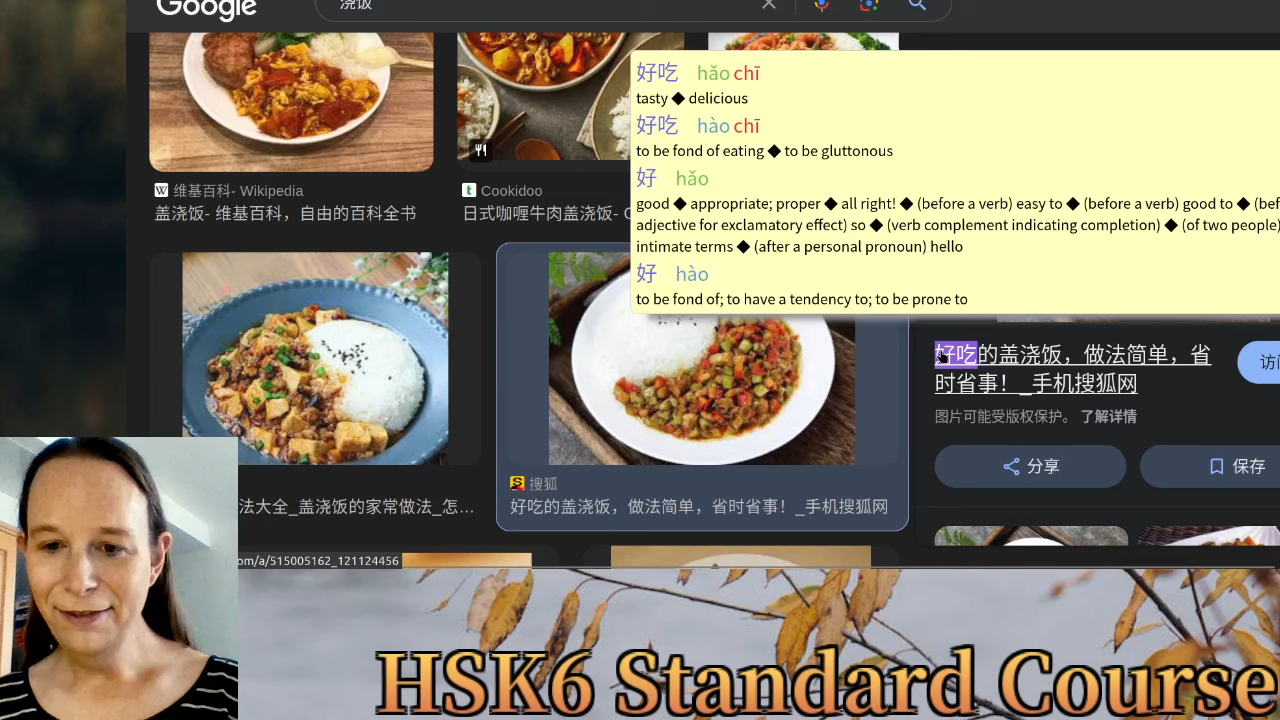 Google
浇饭
好吃 hǎo chī
tasty ◆ delicious
好吃 hào chī
to be fond of eating ◆ to be gluttonous
好 hǎo
good ◆ appropriate; proper ◆ all right! ◆ (before a verb) easy to ◆ (before a verb) good to ◆
adjective for exclamatory effect) so ◆ (verb complement indicating completion) ◆ (of two people)
intimate terms ◆ (after a personal pronoun) hello
好 hào
to be fond of; to have a tendency to; to be prone to
W 维基百科- Wikipedia
盖浇饭- 维基百科，自由的百科全书
Cookidoo
日式咖喱牛肉盖浇饭-
好吃的盖浇饭，做法简单，省
时省事！_手机搜狐网
图片可能受版权保护。 了解详情
分享
保存
S 搜狐
好吃的盖浇饭，做法简单，省时省事！_手机搜狐网
法大全_盖浇饭的家常做法_怎...
om/a/515005162_121124456
HSK6 Standard Course